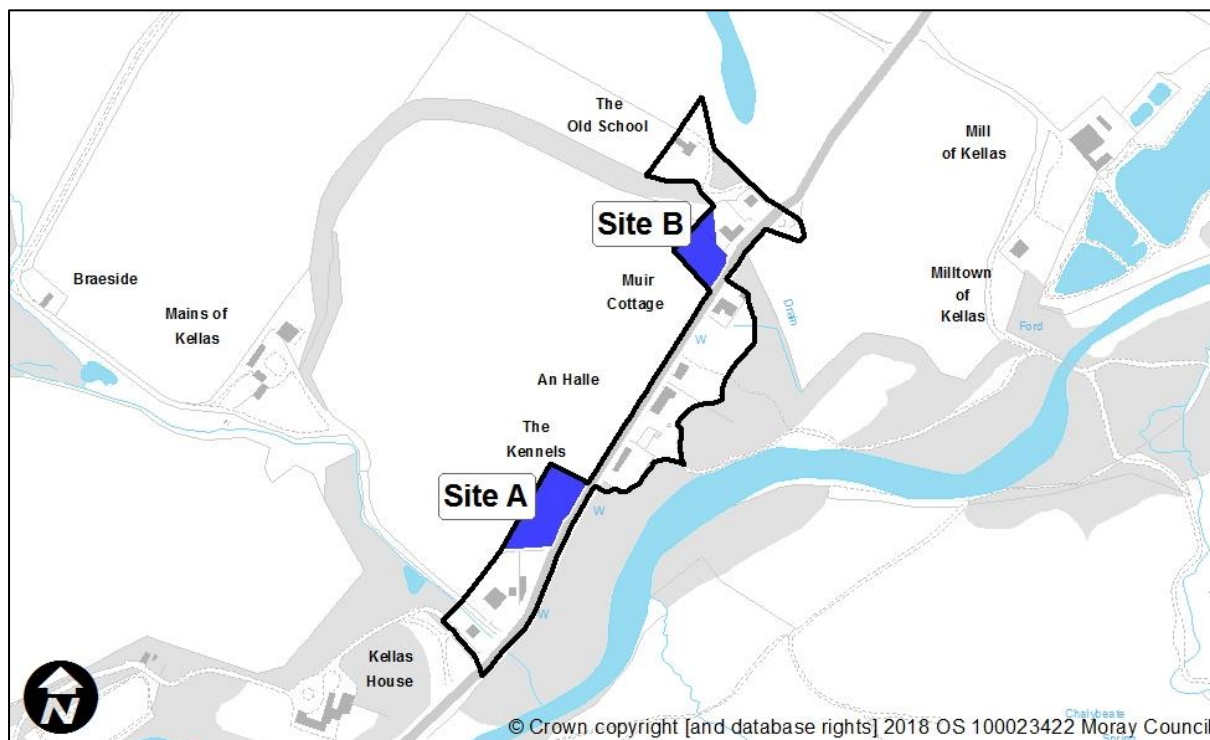 The
Old School
Mill
of Kellas
Site B
Braeside
Muir
Cottage
Milltown
of
Kellas
Mains of
Kellas
Drain
Ford
W
An Halle
The
Kennels
Site A
W
W
Kellas
House
N
Chalybeate
Spring
© Crown copyright [and database rights] 2018 OS 100023422 Moray Council